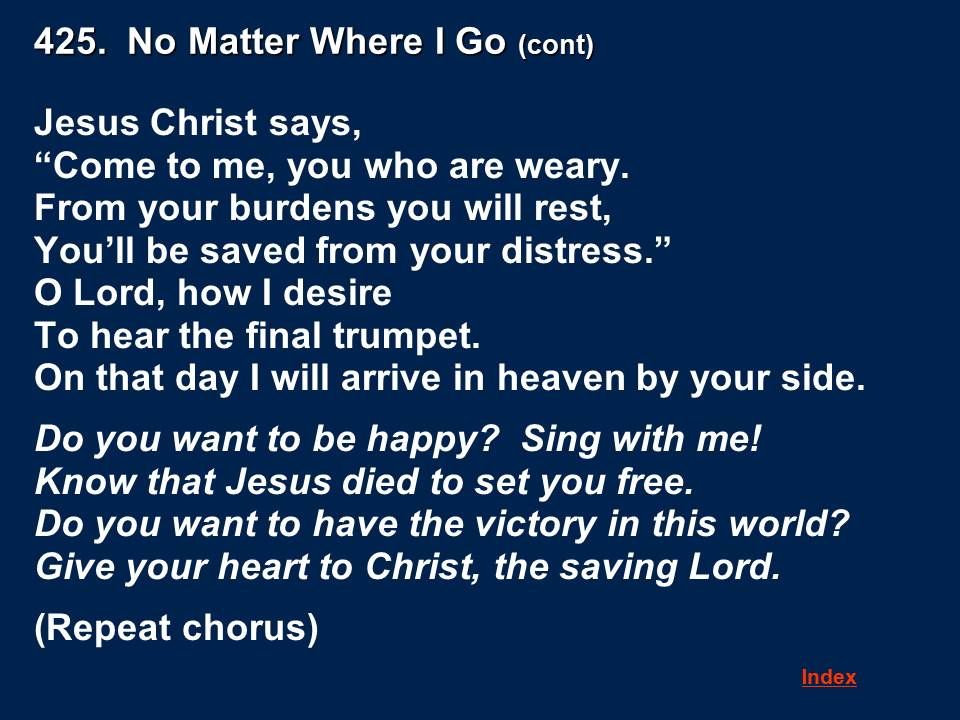 425.  No Matter Where I Go (cont)
Jesus Christ says,
“Come to me, you who are weary.
From your burdens you will rest,
You’ll be saved from your distress.”
O Lord, how I desire
To hear the final trumpet.
On that day I will arrive in heaven by your side.
Do you want to be happy?  Sing with me!
Know that Jesus died to set you free.
Do you want to have the victory in this world?
Give your heart to Christ, the saving Lord.
(Repeat chorus)
Index